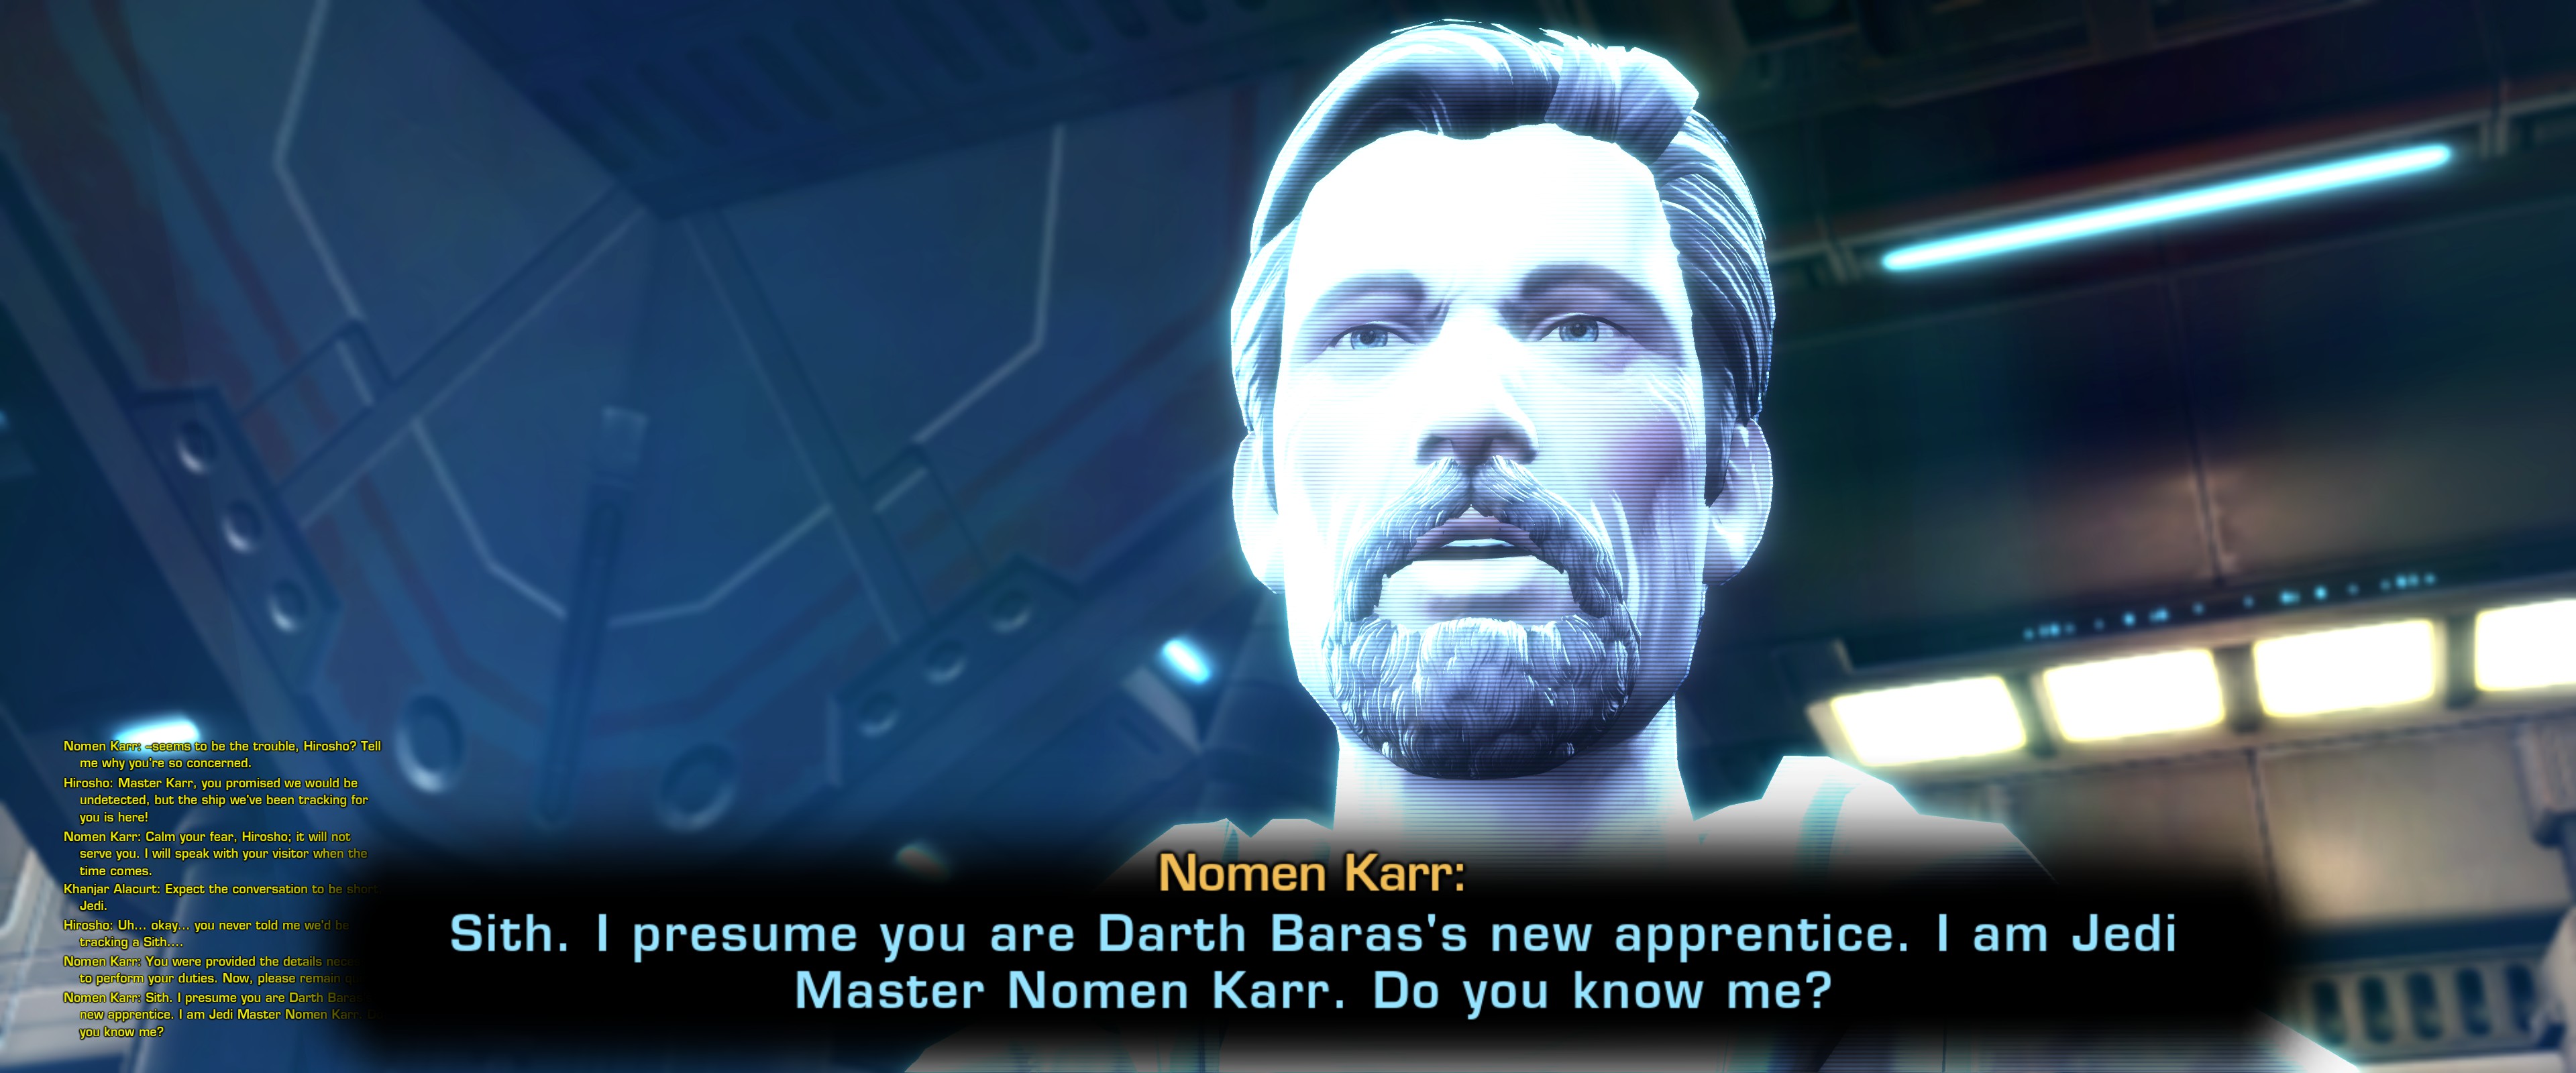 Nomen Karr: –seems to be the trouble, Hirosho? Tell
me why you're so concerned.
Hirosho: Master Karr, you promised we would be
undetected, but the ship we've been tracking for
you is here!
Nomen Karr: Calm your fear, Hirosho; it will not
serve you. I will speak with your visitor when the
time comes.
Khanjar Alacurt: Expect the conversation to be short,
Jedi.
Hirosho: Uh... okay... you never told me we'd be
tracking a Sith....
Nomen Karr: You were provided the details
to perform your duties. Now, please remain
Nomen Karr: Sith. I presume you are Darth
new apprentice. I am Jedi Master Nomen Karr.
you know me?
Nomen Karr:
Sith. I presume you are Darth Baras's new apprentice. I am Jedi
Master Nomen Karr. Do you know me?